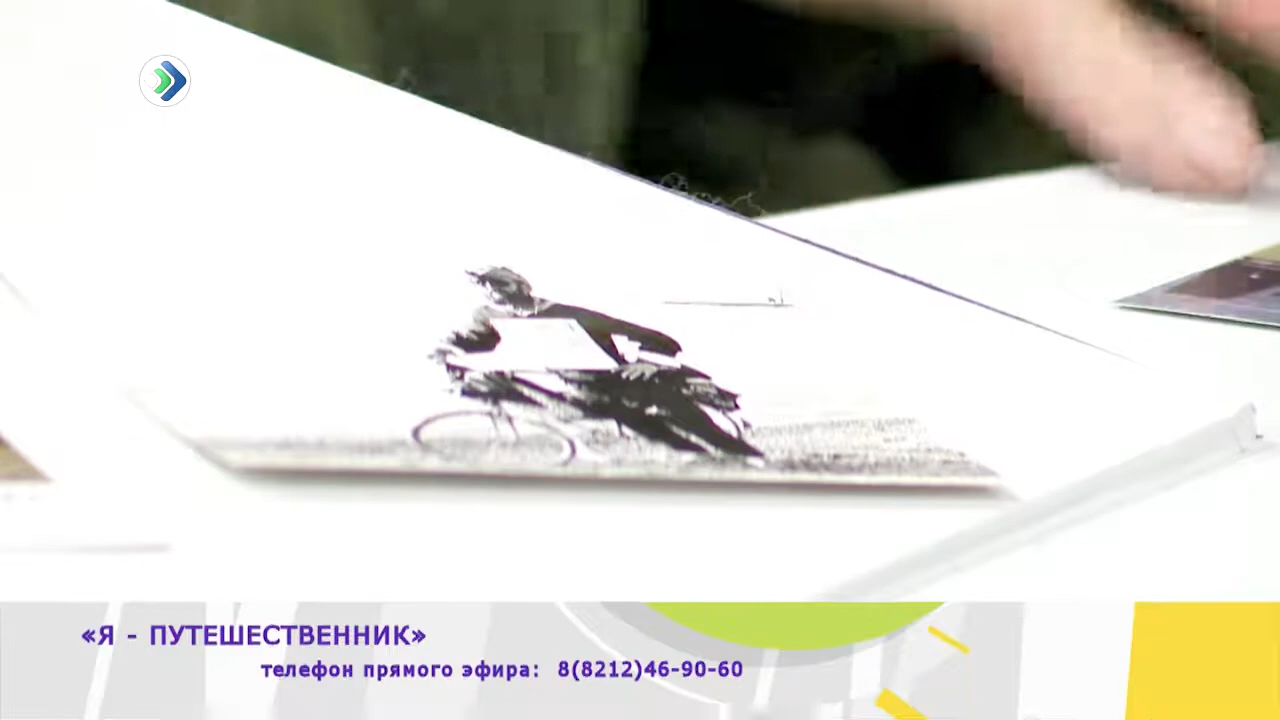 «Я - ПУТЕШЕСТВЕННИК»
телефон прямого эфира: 8(8212)46-90-60